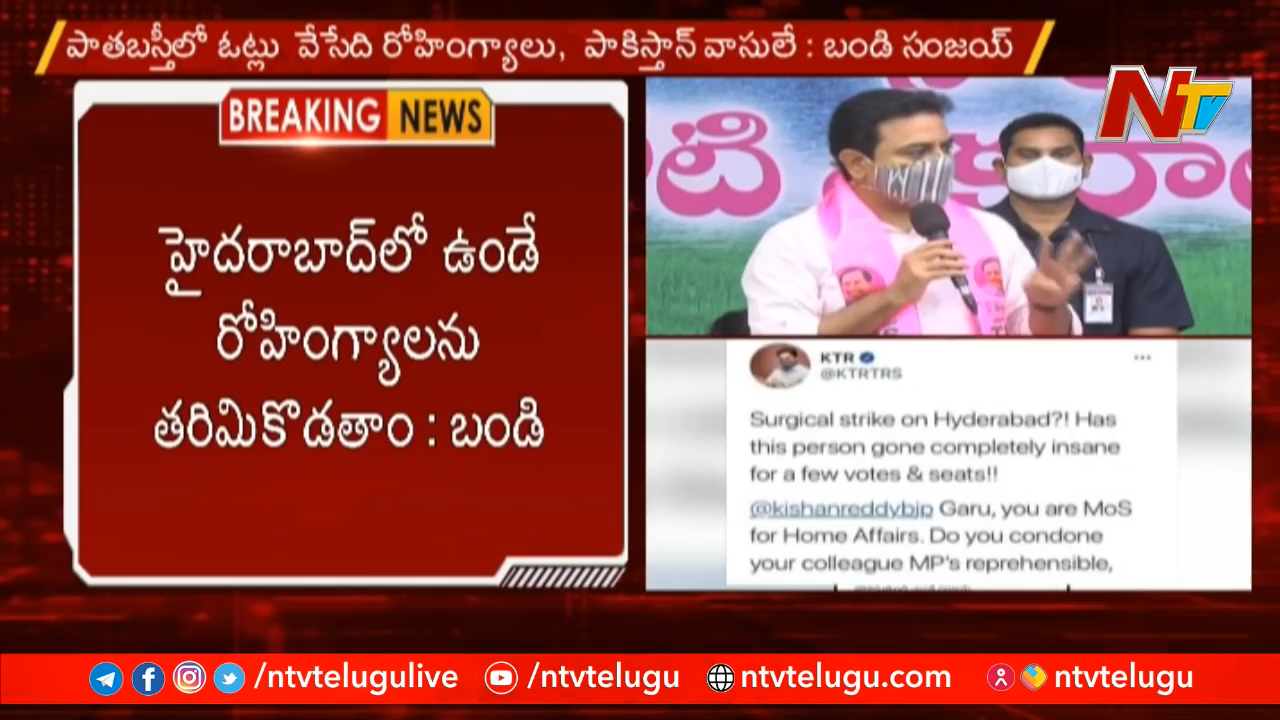 పాతబస్తీలో ఓట్లు వేసేది రోహింగ్యాలు, పాకిస్తాన్ వాసులే : బండి సంజయ్
NTV
BREAKING NEWS
హైదరాబాద్‌లో ఉండే
రోహింగ్యాలను
తరిమికొడతాం : బండి
KTR
@KTRTRS
Surgical strike on Hyderabad?! Has
this person gone completely insane
for a few votes & seats!!
@kishanreddybjp Garu, you are MoS
for Home Affairs. Do you condone
your colleague MP's reprehensible,
/ntvtelugulive /ntvtelugu ntvtelugu.com ntvtelugu